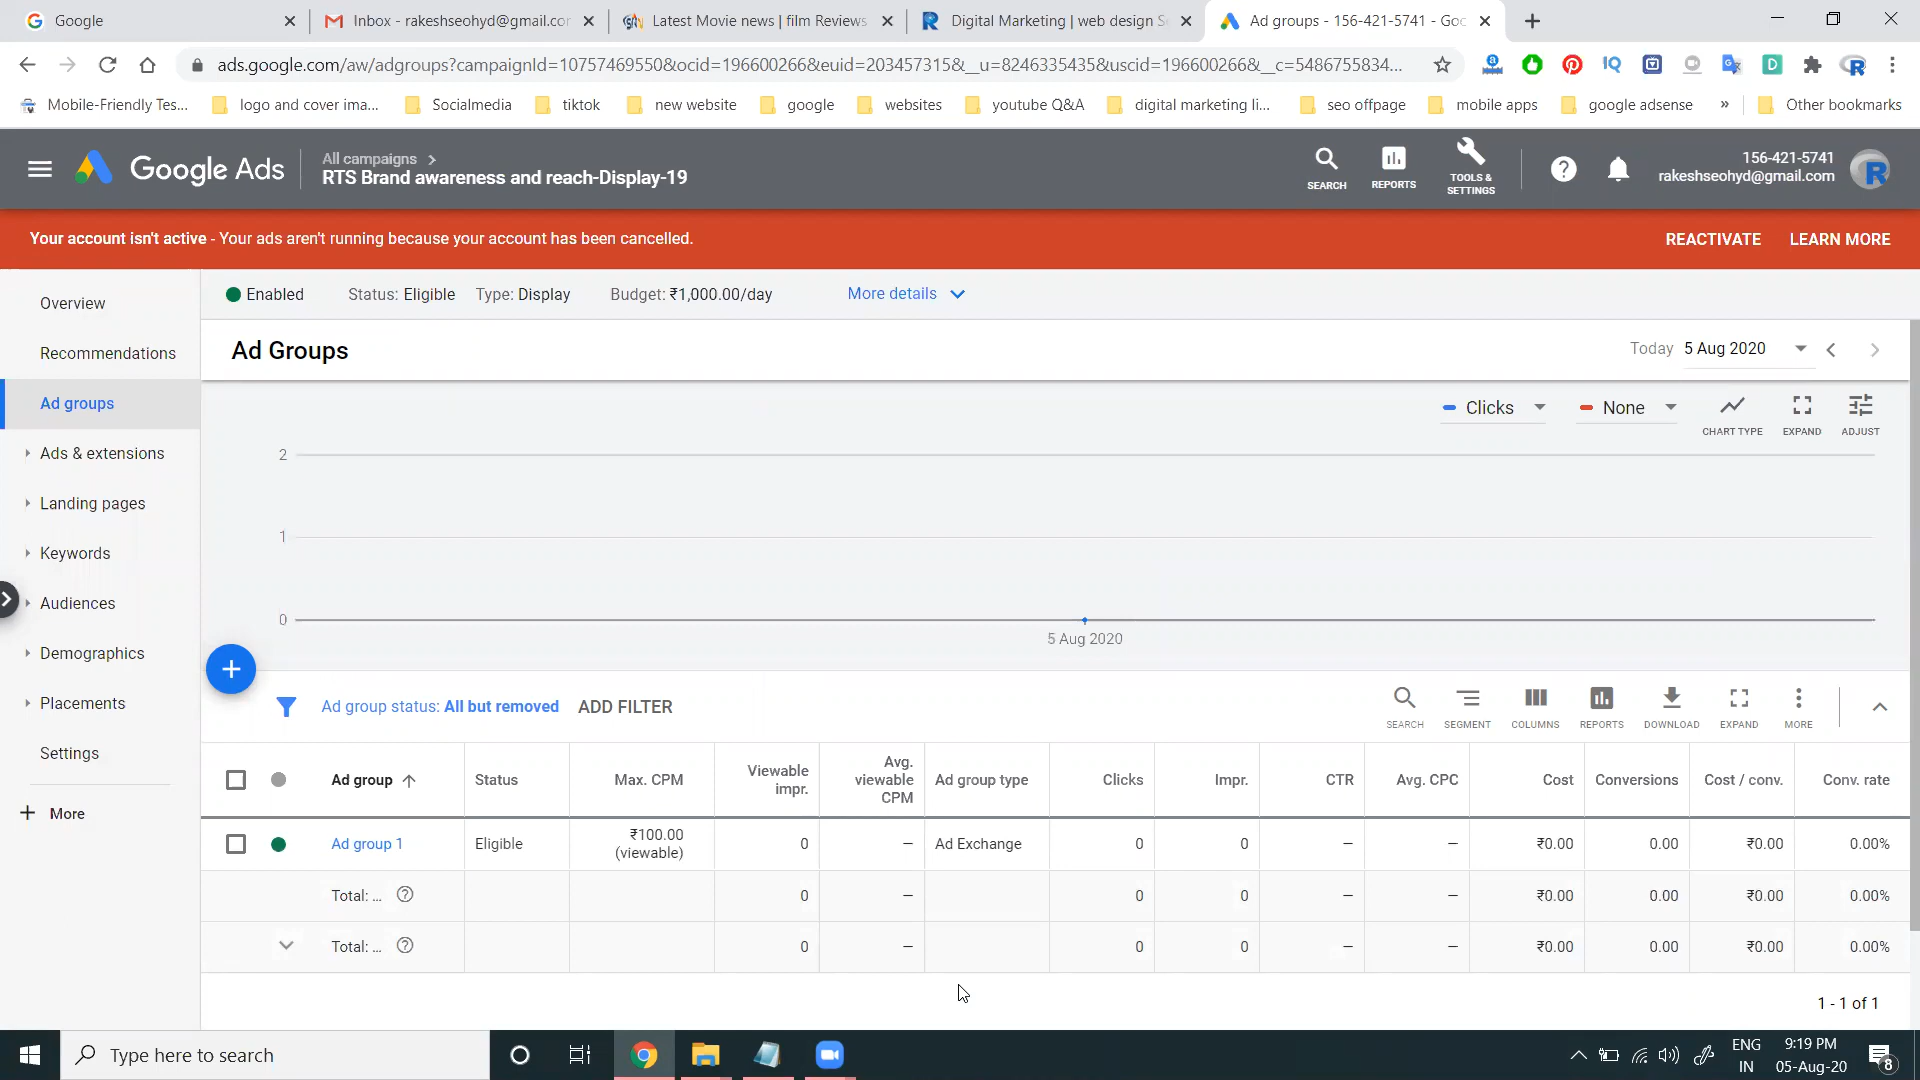 Google
Inbox - rakeshseohyd@gmail.co
Latest Movie news | film Reviews
Digital Marketing | web design S
Ad groups - 156-421-5741 - Goo
ads.google.com/aw/adgroups?campaignId=10757469550&ocid=196600266&euid=203457315&__u=8246335435&uscid=196600266&__c=5486755834...
Mobile-Friendly Tes...
logo and cover ima...
Socialmedia
tiktok
new website
google
websites
youtube Q&A
digital marketing li...
seo offpage
mobile apps
google adsense
»
Other bookmarks
Google Ads
All campaigns >
RTS Brand awareness and reach-Display-19
SEARCH
REPORTS
TOOLS &
SETTINGS
156-421-5741
rakeshseohyd@gmail.com
Your account isn't active - Your ads aren't running because your account has been cancelled.
REACTIVATE
LEARN MORE
Overview
Recommendations
Ad groups
Ads & extensions
Landing pages
Keywords
Audiences
Demographics
Placements
Settings
+ More
Enabled
Status: Eligible
Type: Display
Budget: ₹1,000.00/day
More details
Ad Groups
Today 5 Aug 2020
Clicks
None
CHART TYPE
EXPAND
ADJUST
2
1
0
5 Aug 2020
Ad group status: All but removed
ADD FILTER
SEARCH
SEGMENT
COLUMNS
REPORTS
DOWNLOAD
EXPAND
MORE
Ad group
Status
Max. CPM
Viewable
impr.
Avg.
viewable
CPM
Ad group type
Clicks
Impr.
CTR
Avg. CPC
Cost
Conversions
Cost / conv.
Conv. rate
Ad group 1
Eligible
₹100.00
(viewable)
0
—
Ad Exchange
0
0
—
—
₹0.00
0.00
₹0.00
0.00%
Total: ...
0
—
0
0
—
—
₹0.00
0.00
₹0.00
0.00%
Total: ...
0
—
0
0
—
—
₹0.00
0.00
₹0.00
0.00%
1 - 1 of 1
Type here to search
ENG
IN
9:19 PM
05-Aug-20
8